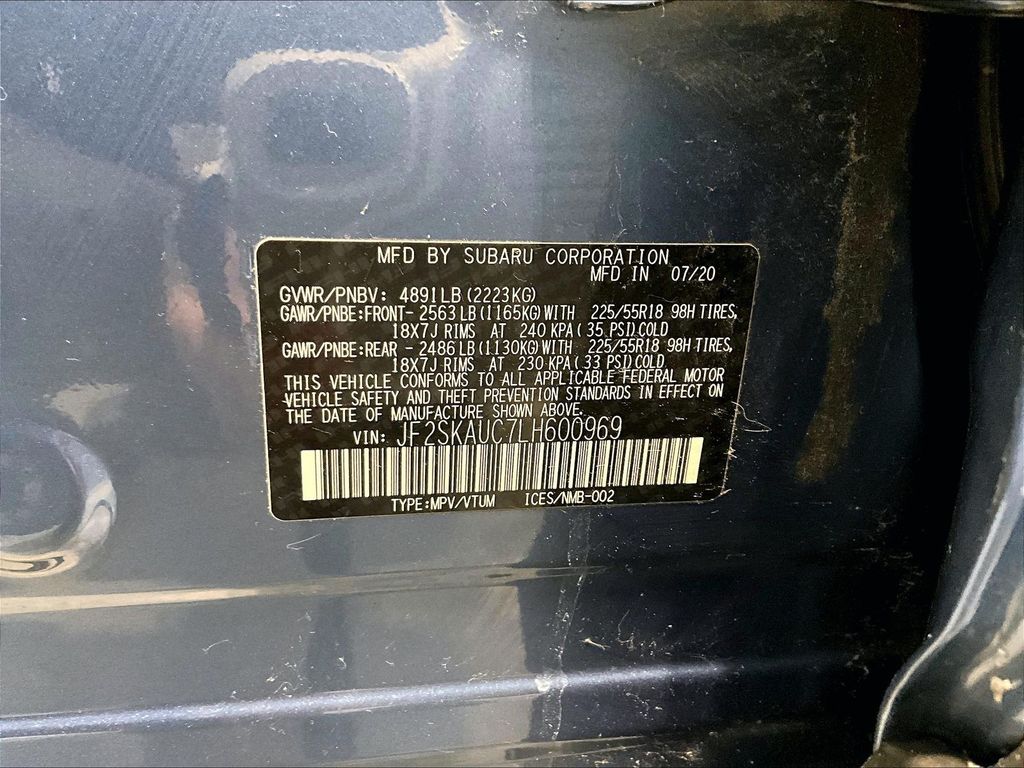 MFD BY SUBARU CORPORATION
MFD IN 07/20
GVWR/PNBV: 4891LB (2223KG)
GAWR/PNBE:FRONT- 2563 LB (1165KG) WITH 225/55R18 98H TIRES,
18X7J RIMS AT 240 KPA ( 35 PSI) COLD
GAWR/PNBE:REAR - 2486 LB (1130KG) WITH 225/55R18 98H TIRES,
18X7J RIMS AT 230 KPA ( 33 PSI) COLD
THIS VEHICLE CONFORMS TO ALL APPLICABLE FEDERAL MOTOR
VEHICLE SAFETY AND THEFT PREVENTION STANDARDS IN EFFECT ON
THE DATE OF MANUFACTURE SHOWN ABOVE.
VIN: JF2SKAUC7LH600969
TYPE:MPV/VTUM ICES/NMB-002